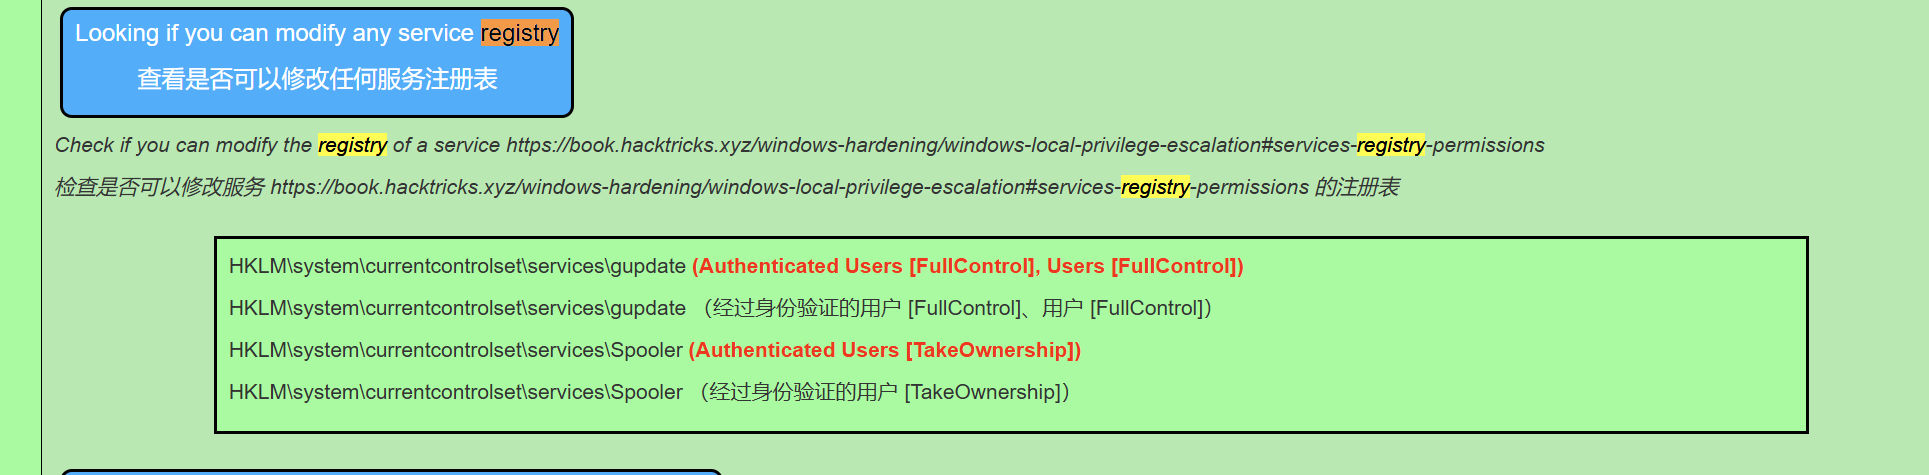 Looking if you can modify any service registry
查看是否可以修改任何服务注册表
Check if you can modify the registry of a service https://book.hacktricks.xyz/windows-hardening/windows-local-privilege-escalation#services-registry-permissions
检查是否可以修改服务 https://book.hacktricks.xyz/windows-hardening/windows-local-privilege-escalation#services-registry-permissions 的注册表
HKLM\system\currentcontrolset\services\gupdate (Authenticated Users [FullControl], Users [FullControl])
HKLM\system\currentcontrolset\services\gupdate （经过身份验证的用户 [FullControl]、用户 [FullControl]）
HKLM\system\currentcontrolset\services\Spooler (Authenticated Users [TakeOwnership])
HKLM\system\currentcontrolset\services\Spooler （经过身份验证的用户 [TakeOwnership]）